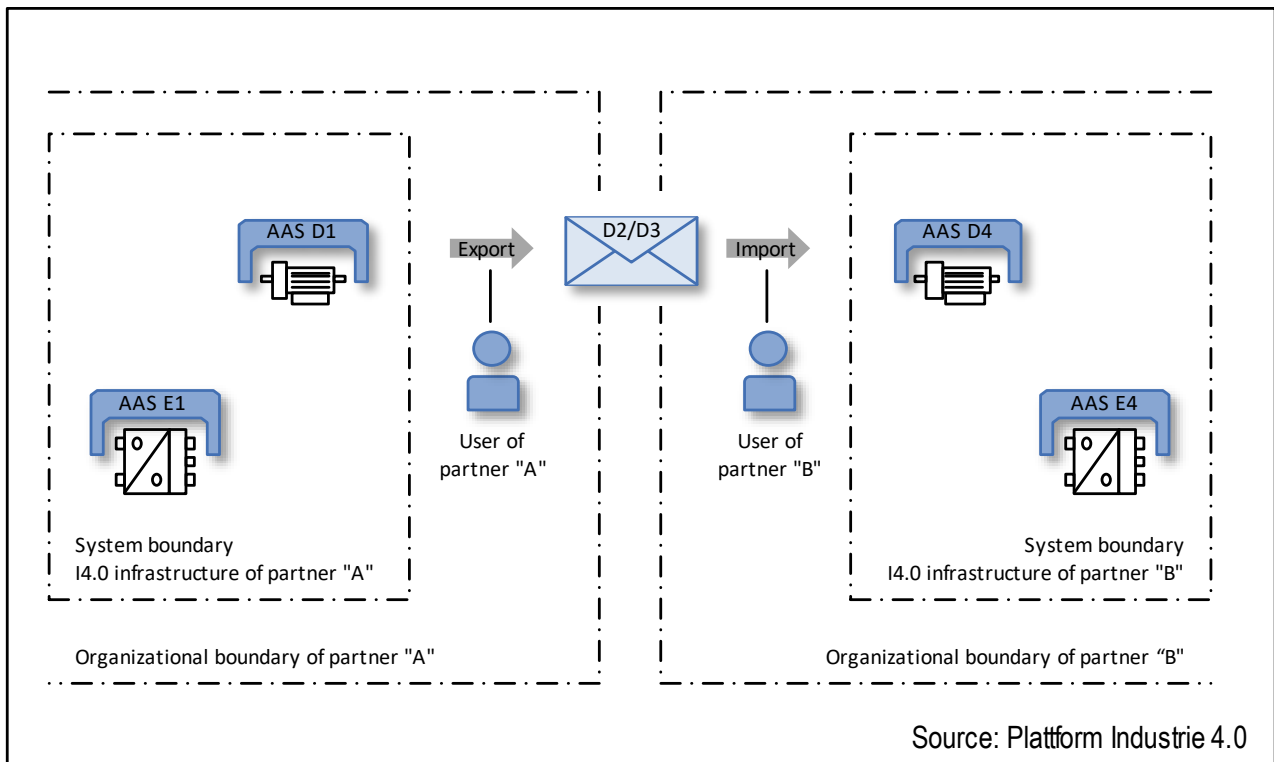 AAS D1
Export
D2/D3
Import
AAS D4
AAS E1
User of
partner "A"
User of
partner "B"
AAS E4
System boundary
I4.0 infrastructure of partner "A"
System boundary
I4.0 infrastructure of partner "B"
Organizational boundary of partner "A"
Organizational boundary of partner “B"
Source: Plattform Industrie 4.0